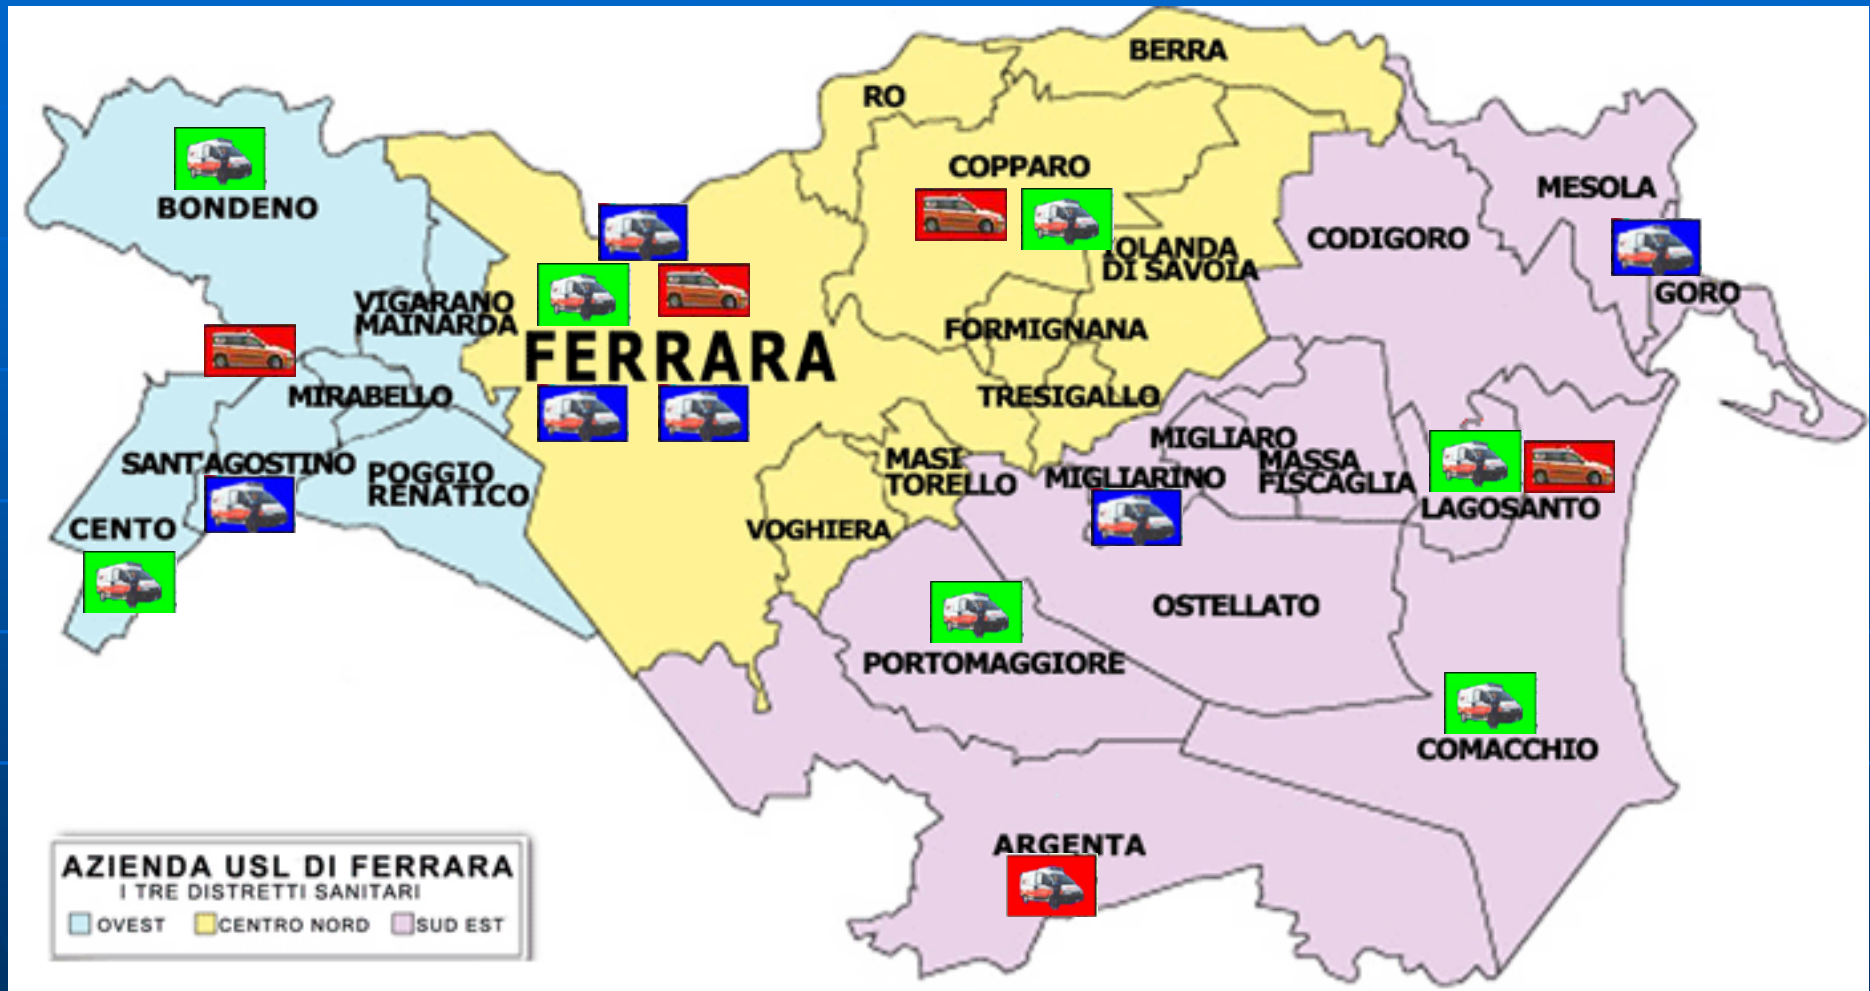 BERRA
RO
COPPARO
MESOLA
BONDENO
CODIGORO
IOLANDA
DI SAVOIA
GORO
VIGARANO
MAINARDA
FORMIGNANA
FERRARA
MIRABELLO
TRESIGALLO
MIGLIARO
SANT'AGOSTINO
POGGIO
RENATICO
MASI
TORELLO
MIGLIARINO
MASSA
FISCAGLIA
LAGOSANTO
CENTO
VOGHIERA
OSTELLATO
PORTOMAGGIORE
COMACCHIO
ARGENTA
AZIENDA USL DI FERRARA
I TRE DISTRETTI SANITARI
OVEST CENTRO NORD SUD EST